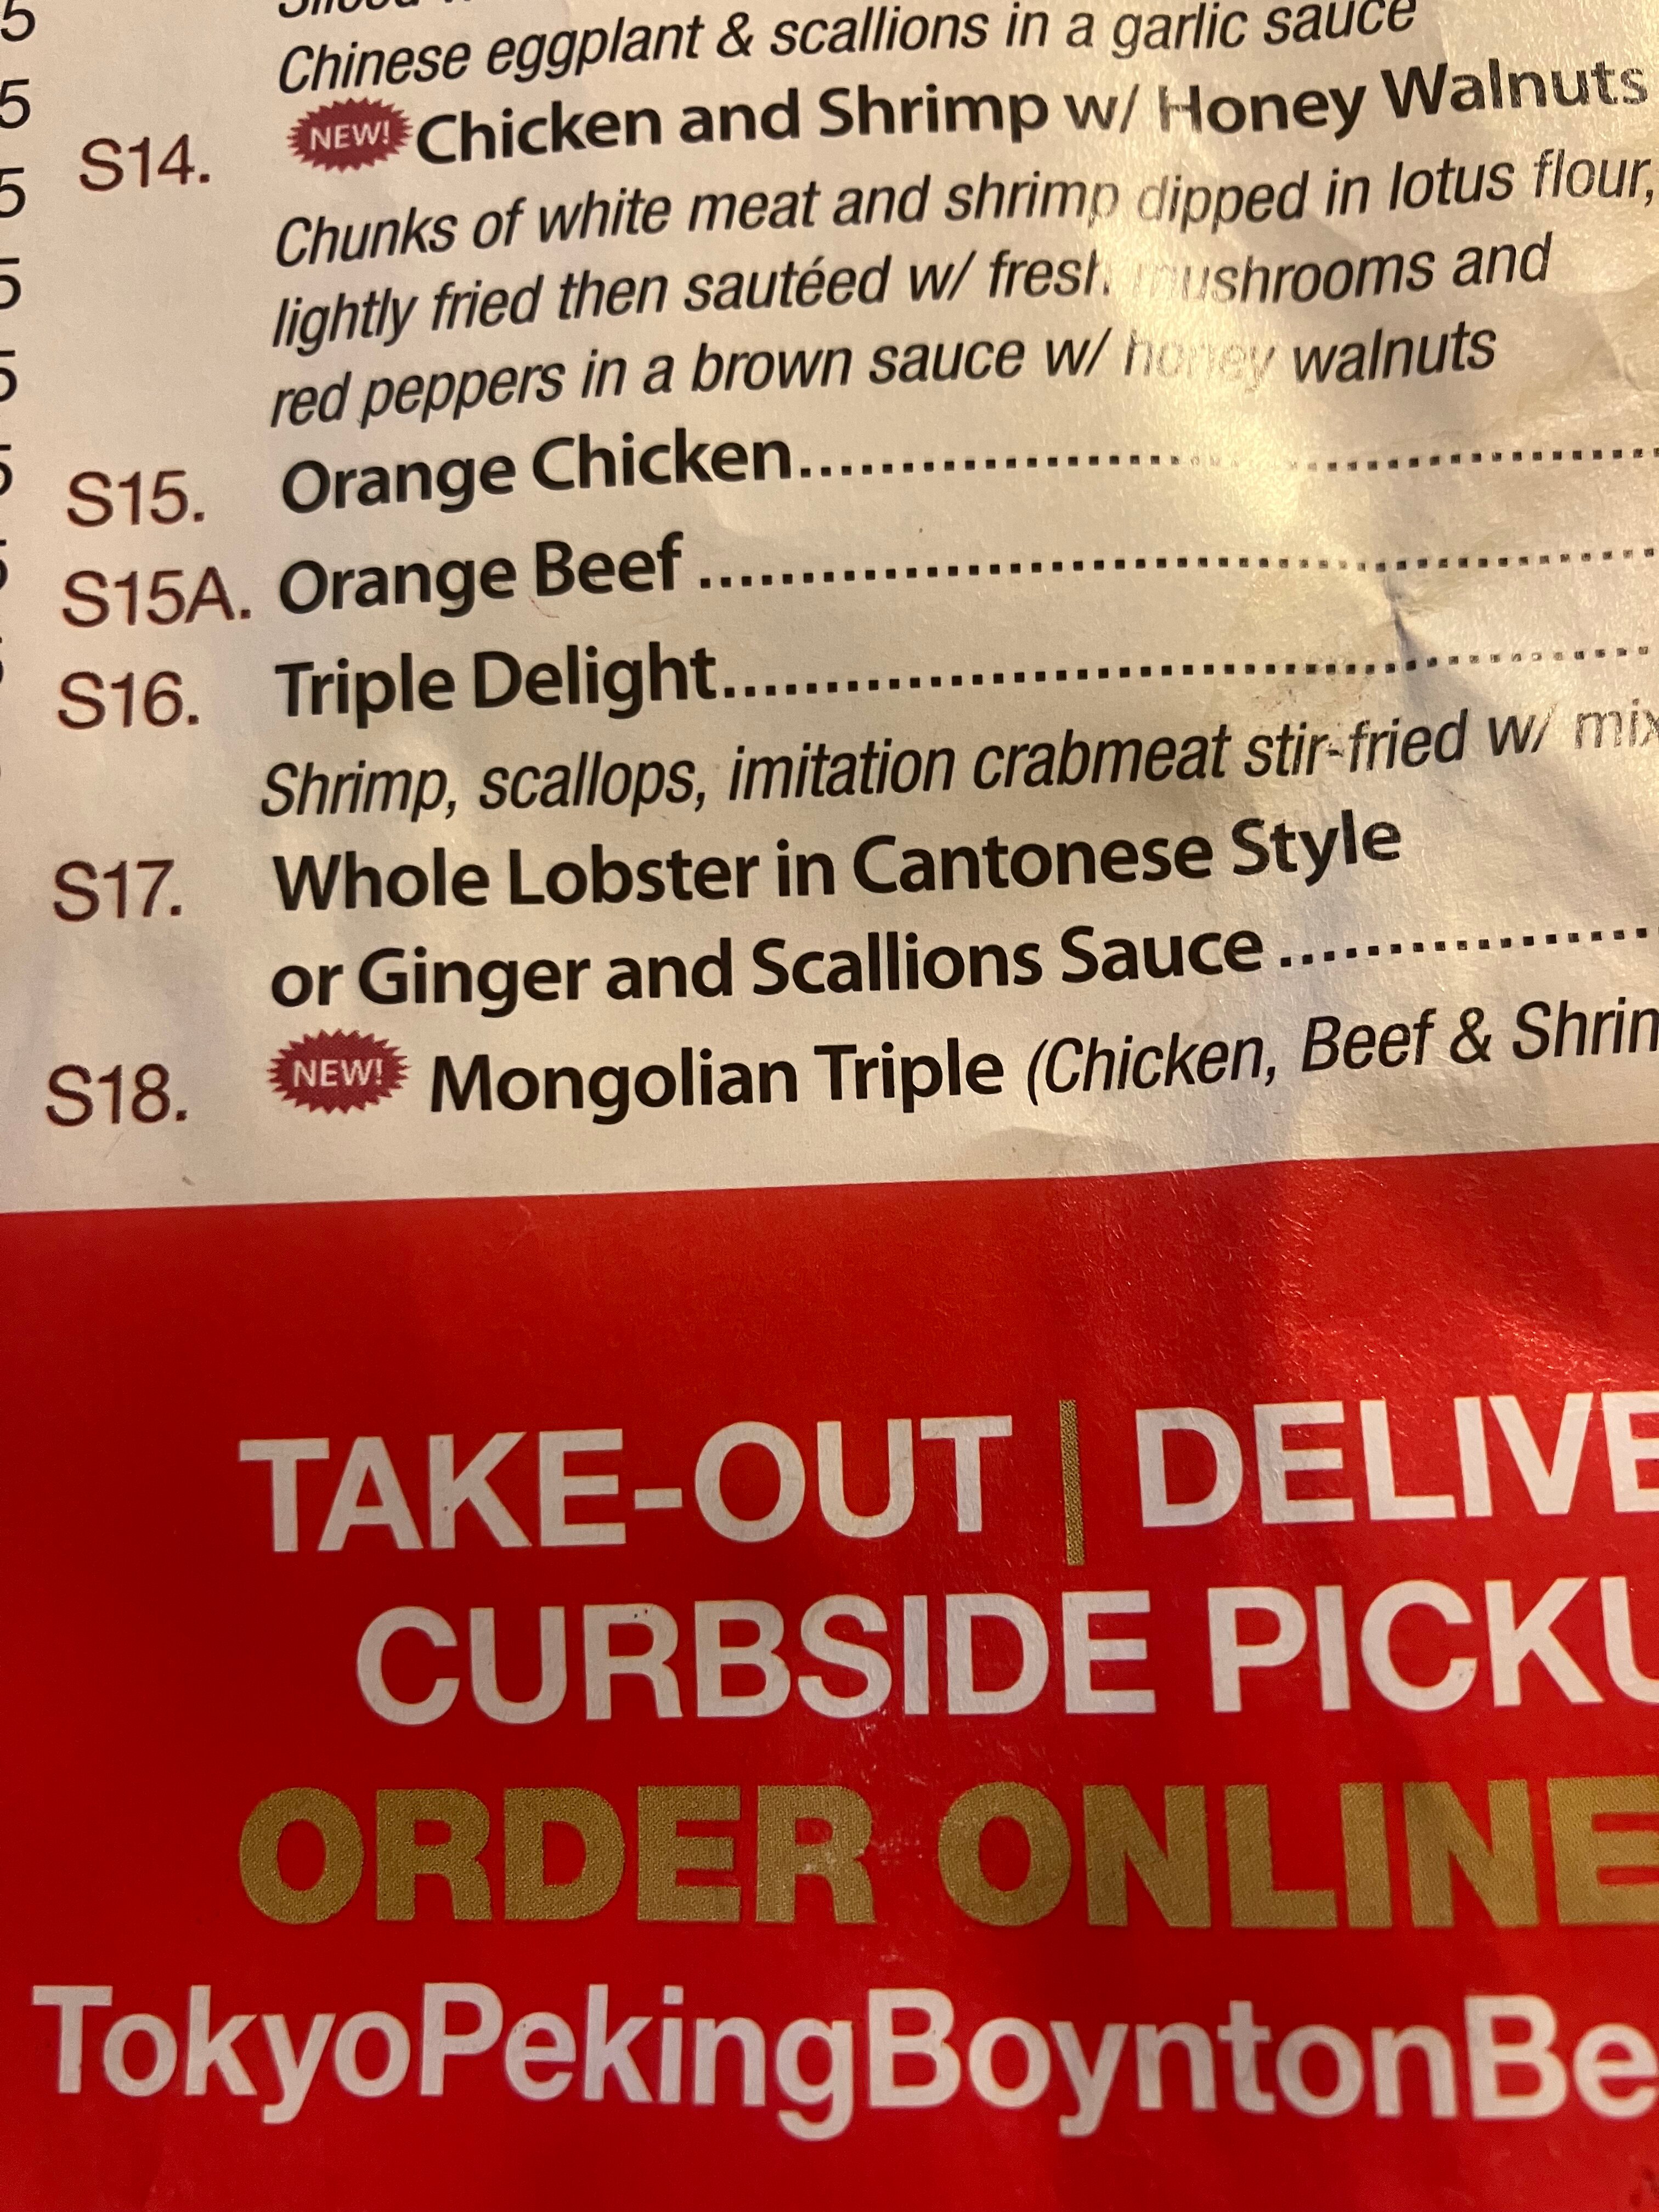 Chinese eggplant & scallions in a garlic sauce
S14. NEW! Chicken and Shrimp w/ Honey Walnuts
Chunks of white meat and shrimp dipped in lotus flour,
lightly fried then sautéed w/ fresh mushrooms and
red peppers in a brown sauce w/ honey walnuts
S15. Orange Chicken
S15A. Orange Beef
S16. Triple Delight
Shrimp, scallops, imitation crabmeat stir-fried w/ mix
S17. Whole Lobster in Cantonese Style
or Ginger and Scallions Sauce
S18. NEW! Mongolian Triple (Chicken, Beef & Shrim
TAKE-OUT | DELIVE
CURBSIDE PICKU
ORDER ONLINE
TokyoPekingBoyntonBe